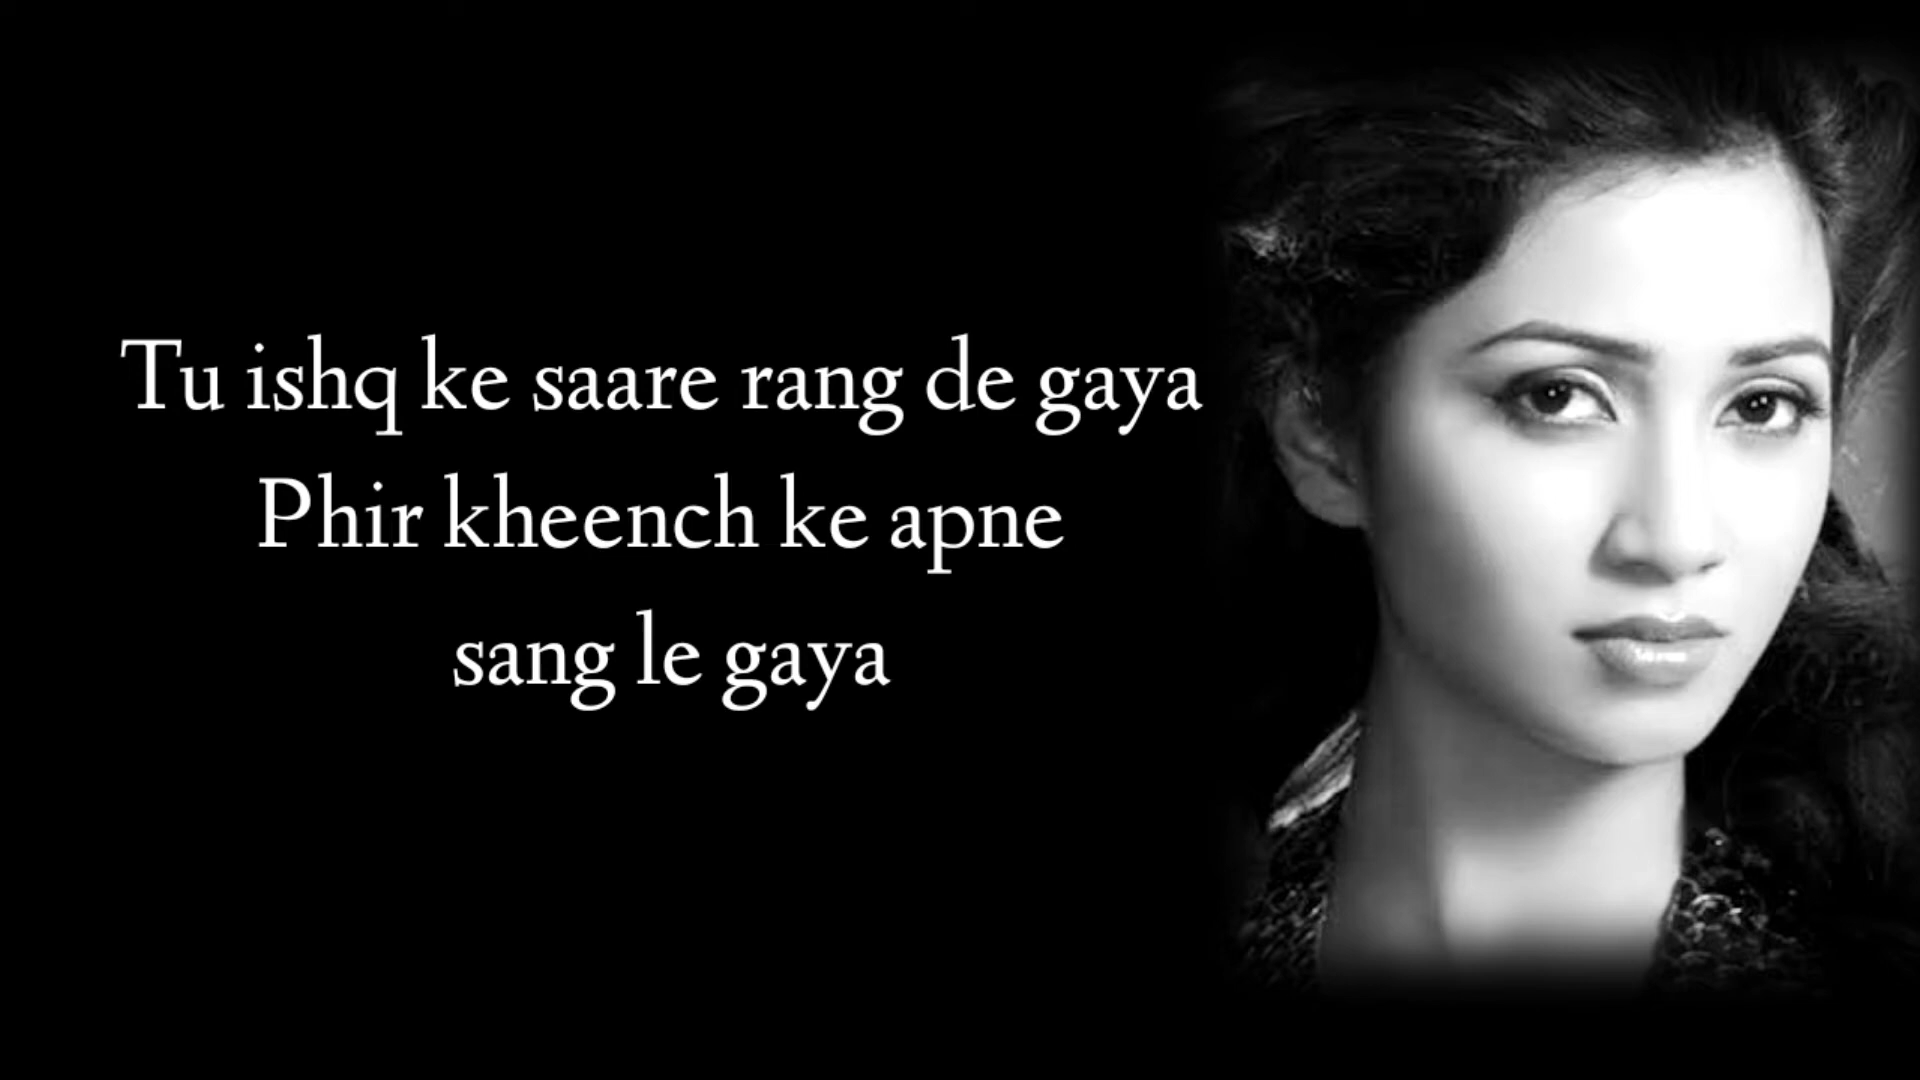 Tu ishq ke saare rang de gaya
Phir kheench ke apne
sang le gaya